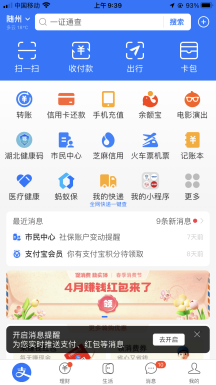 中国移动 上午 9:39 93%
随州 一证通查 搜索
多云 18°C
扫一扫 收付款 出行 卡包
转账 信用卡还款 手机充值 余额宝 电影演出
湖北健康码 市民中心 芝麻信用 火车票机票 记账本
医疗健康 蚂蚁保 我的快递 我的小程序 更多
全网快递一键查
最近消息 9条新消息
市民中心 社保账户变动提醒 7天前
支付宝会员 你有支付宝积分待领取
4月赚钱红包来了
开启消息提醒
为您实时推送支付、红包等消息 去开启
理财 生活 消息 我的